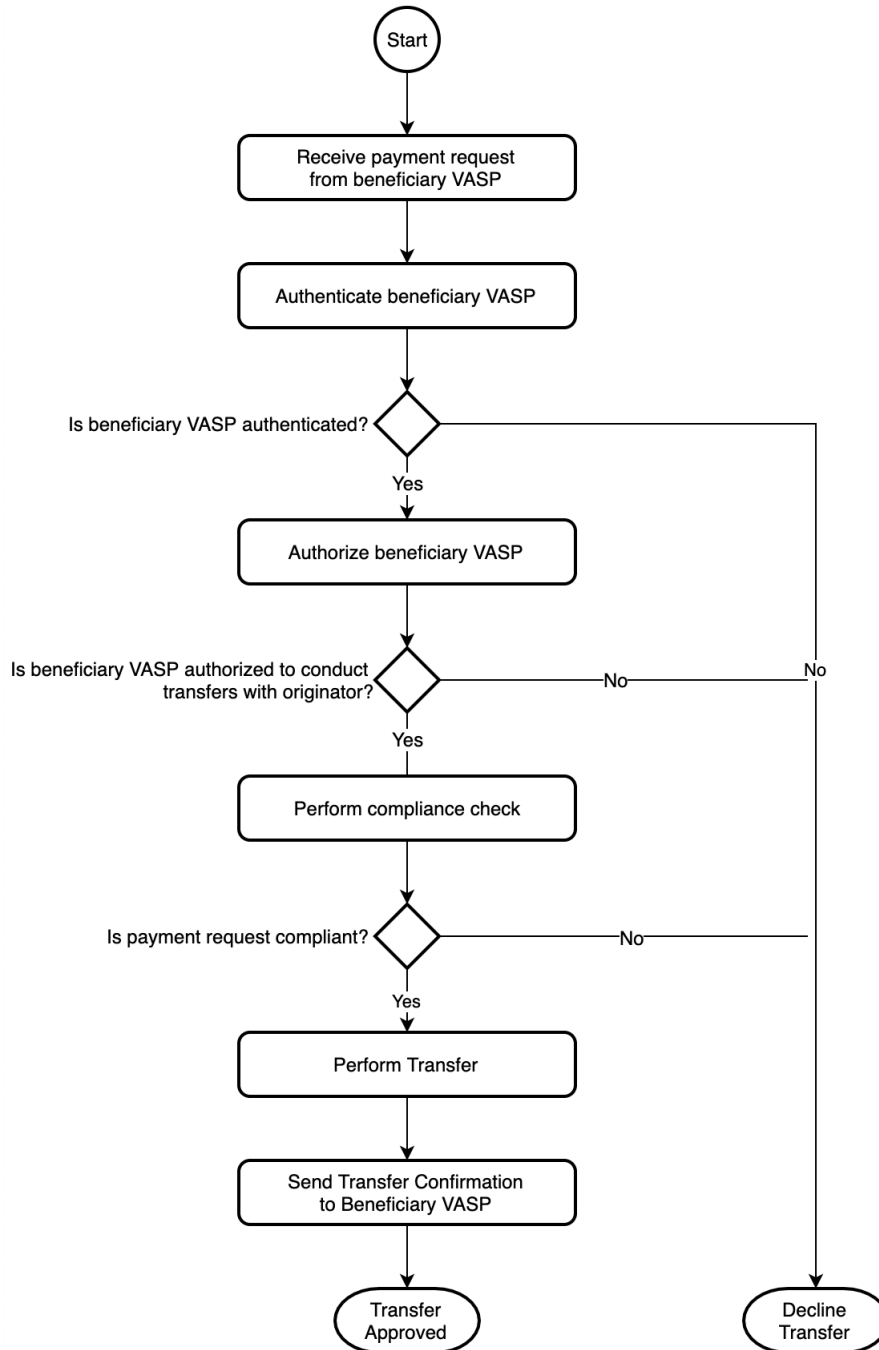 Start
Receive payment request
from beneficiary VASP
Authenticate beneficiary VASP
Is beneficiary VASP authenticated?
Yes
Authorize beneficiary VASP
Is beneficiary VASP authorized to conduct
transfers with originator?
No
No
Yes
Perform compliance check
Is payment request compliant?
No
Yes
Perform Transfer
Send Transfer Confirmation
to Beneficiary VASP
Transfer
Approved
Decline
Transfer